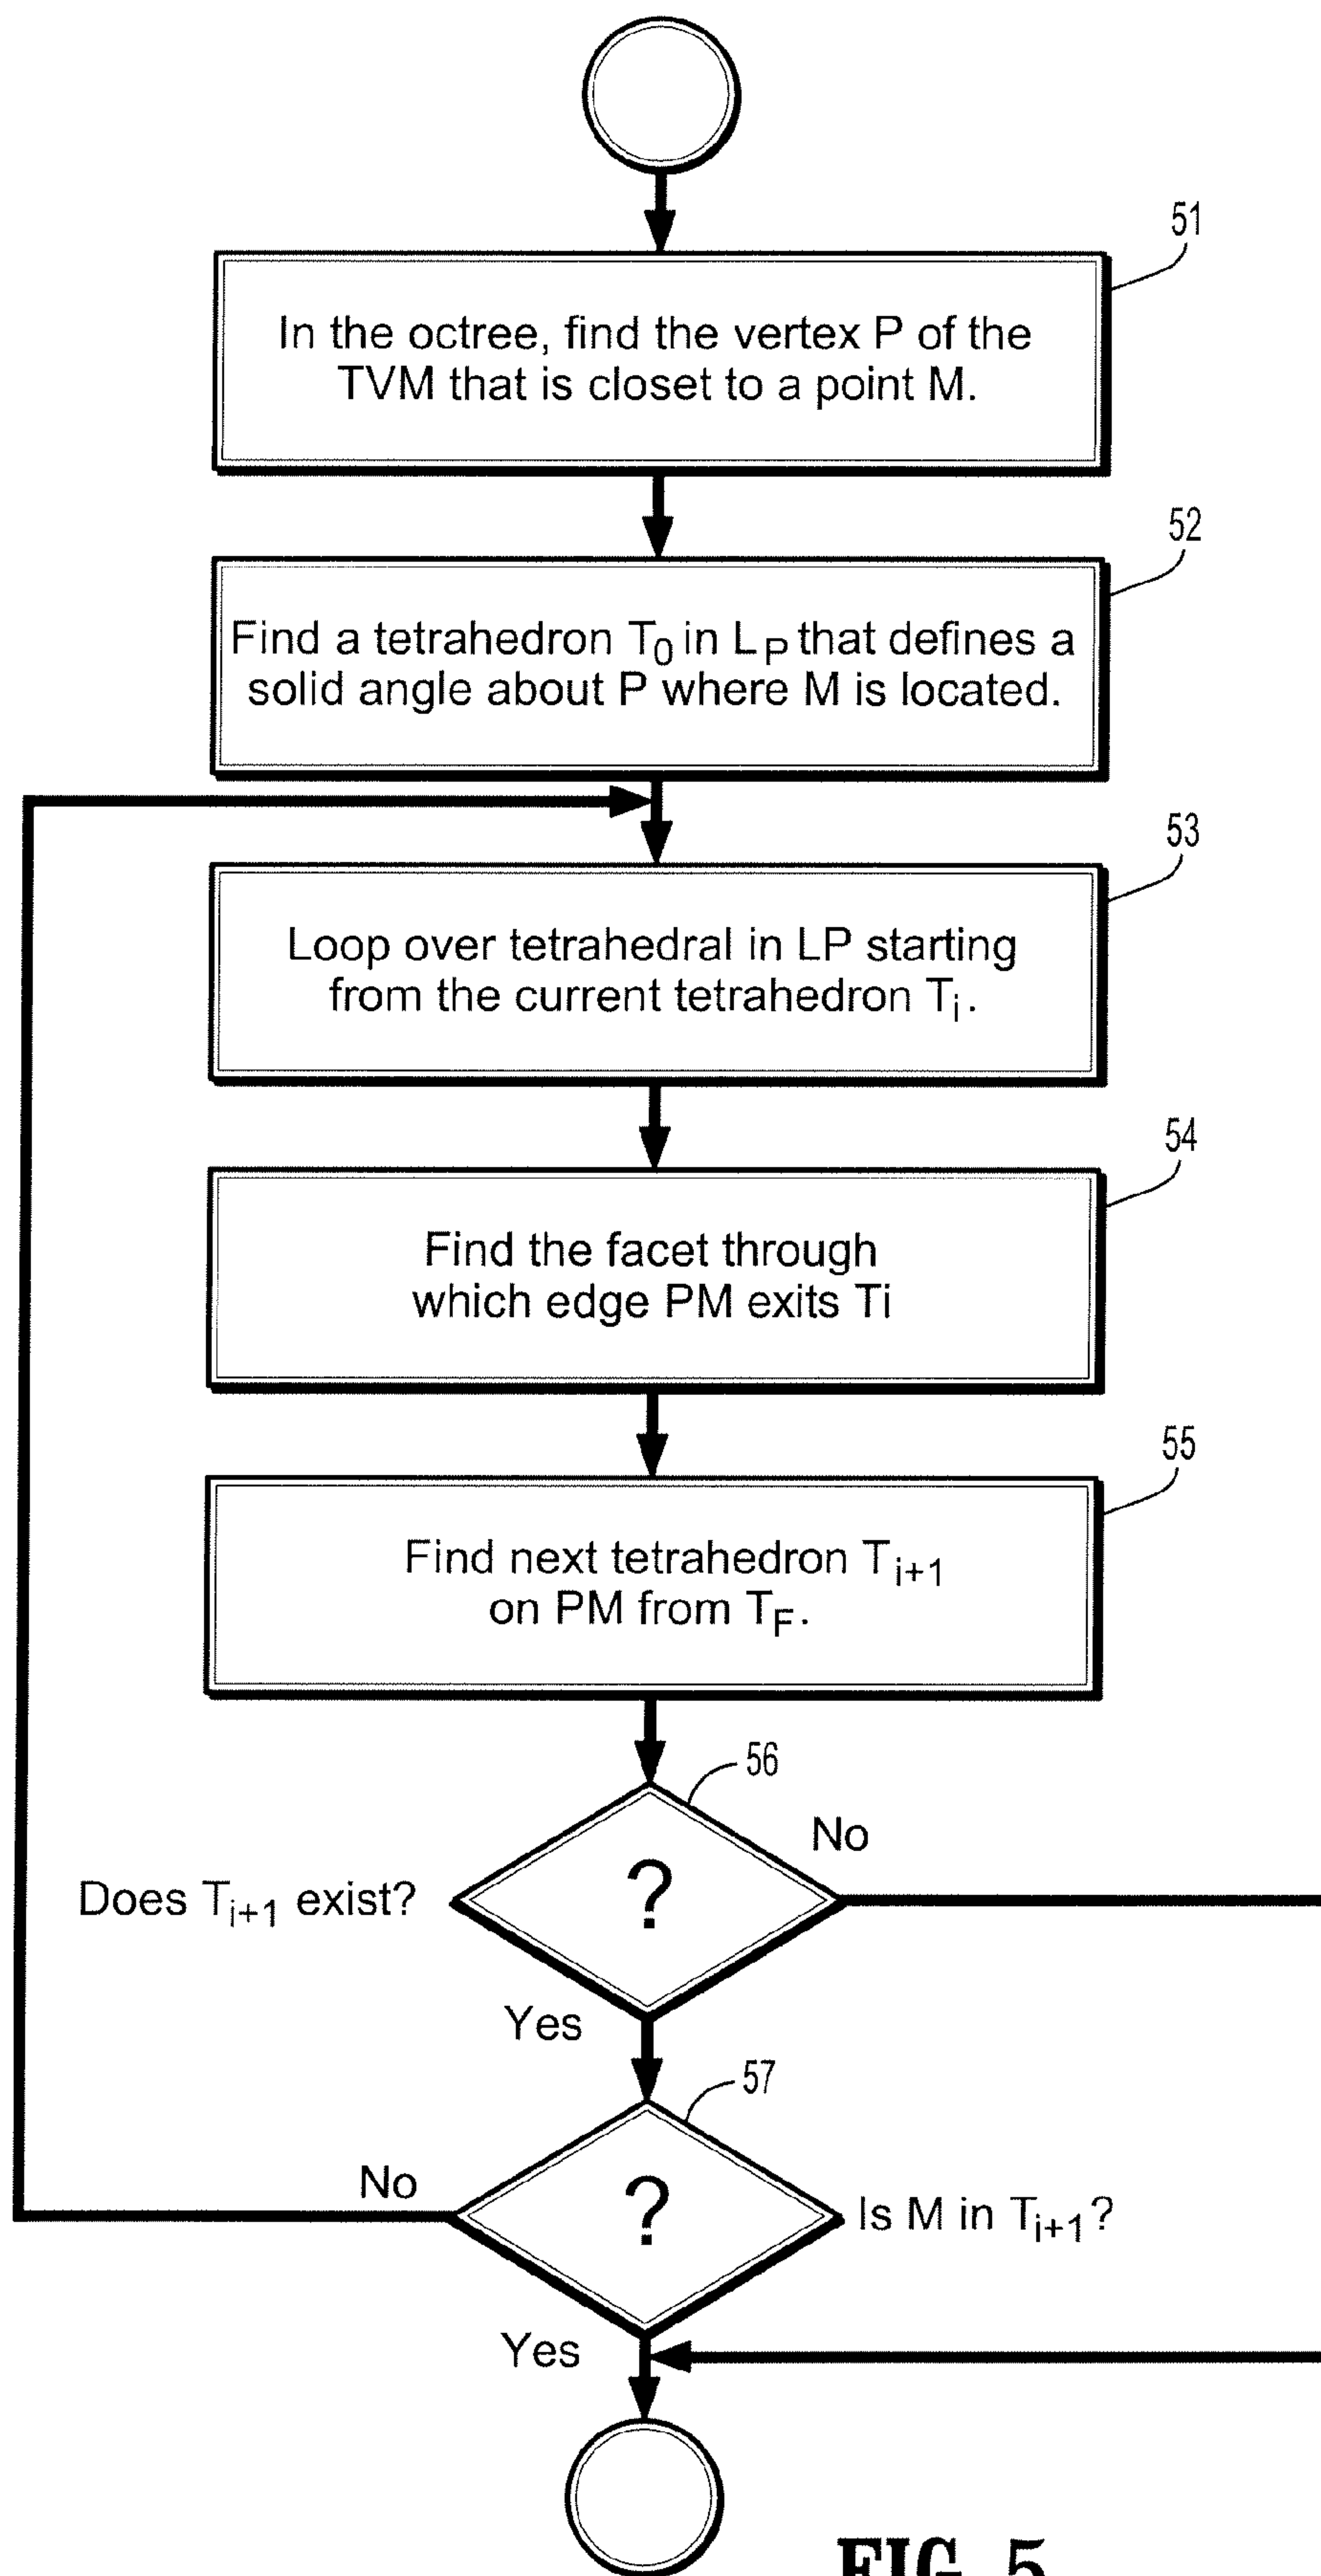 51
In the octree, find the vertex P of the
TVM that is closet to a point M.
52
Find a tetrahedron T0 in LP that defines a
solid angle about P where M is located.
53
Loop over tetrahedral in LP starting
from the current tetrahedron Ti.
54
Find the facet through
which edge PM exits Ti
55
Find next tetrahedron Ti+1
on PM from TF.
56
No
Does Ti+1 exist?
?
Yes
57
No
?
Is M in Ti+1?
Yes
FIG. 5